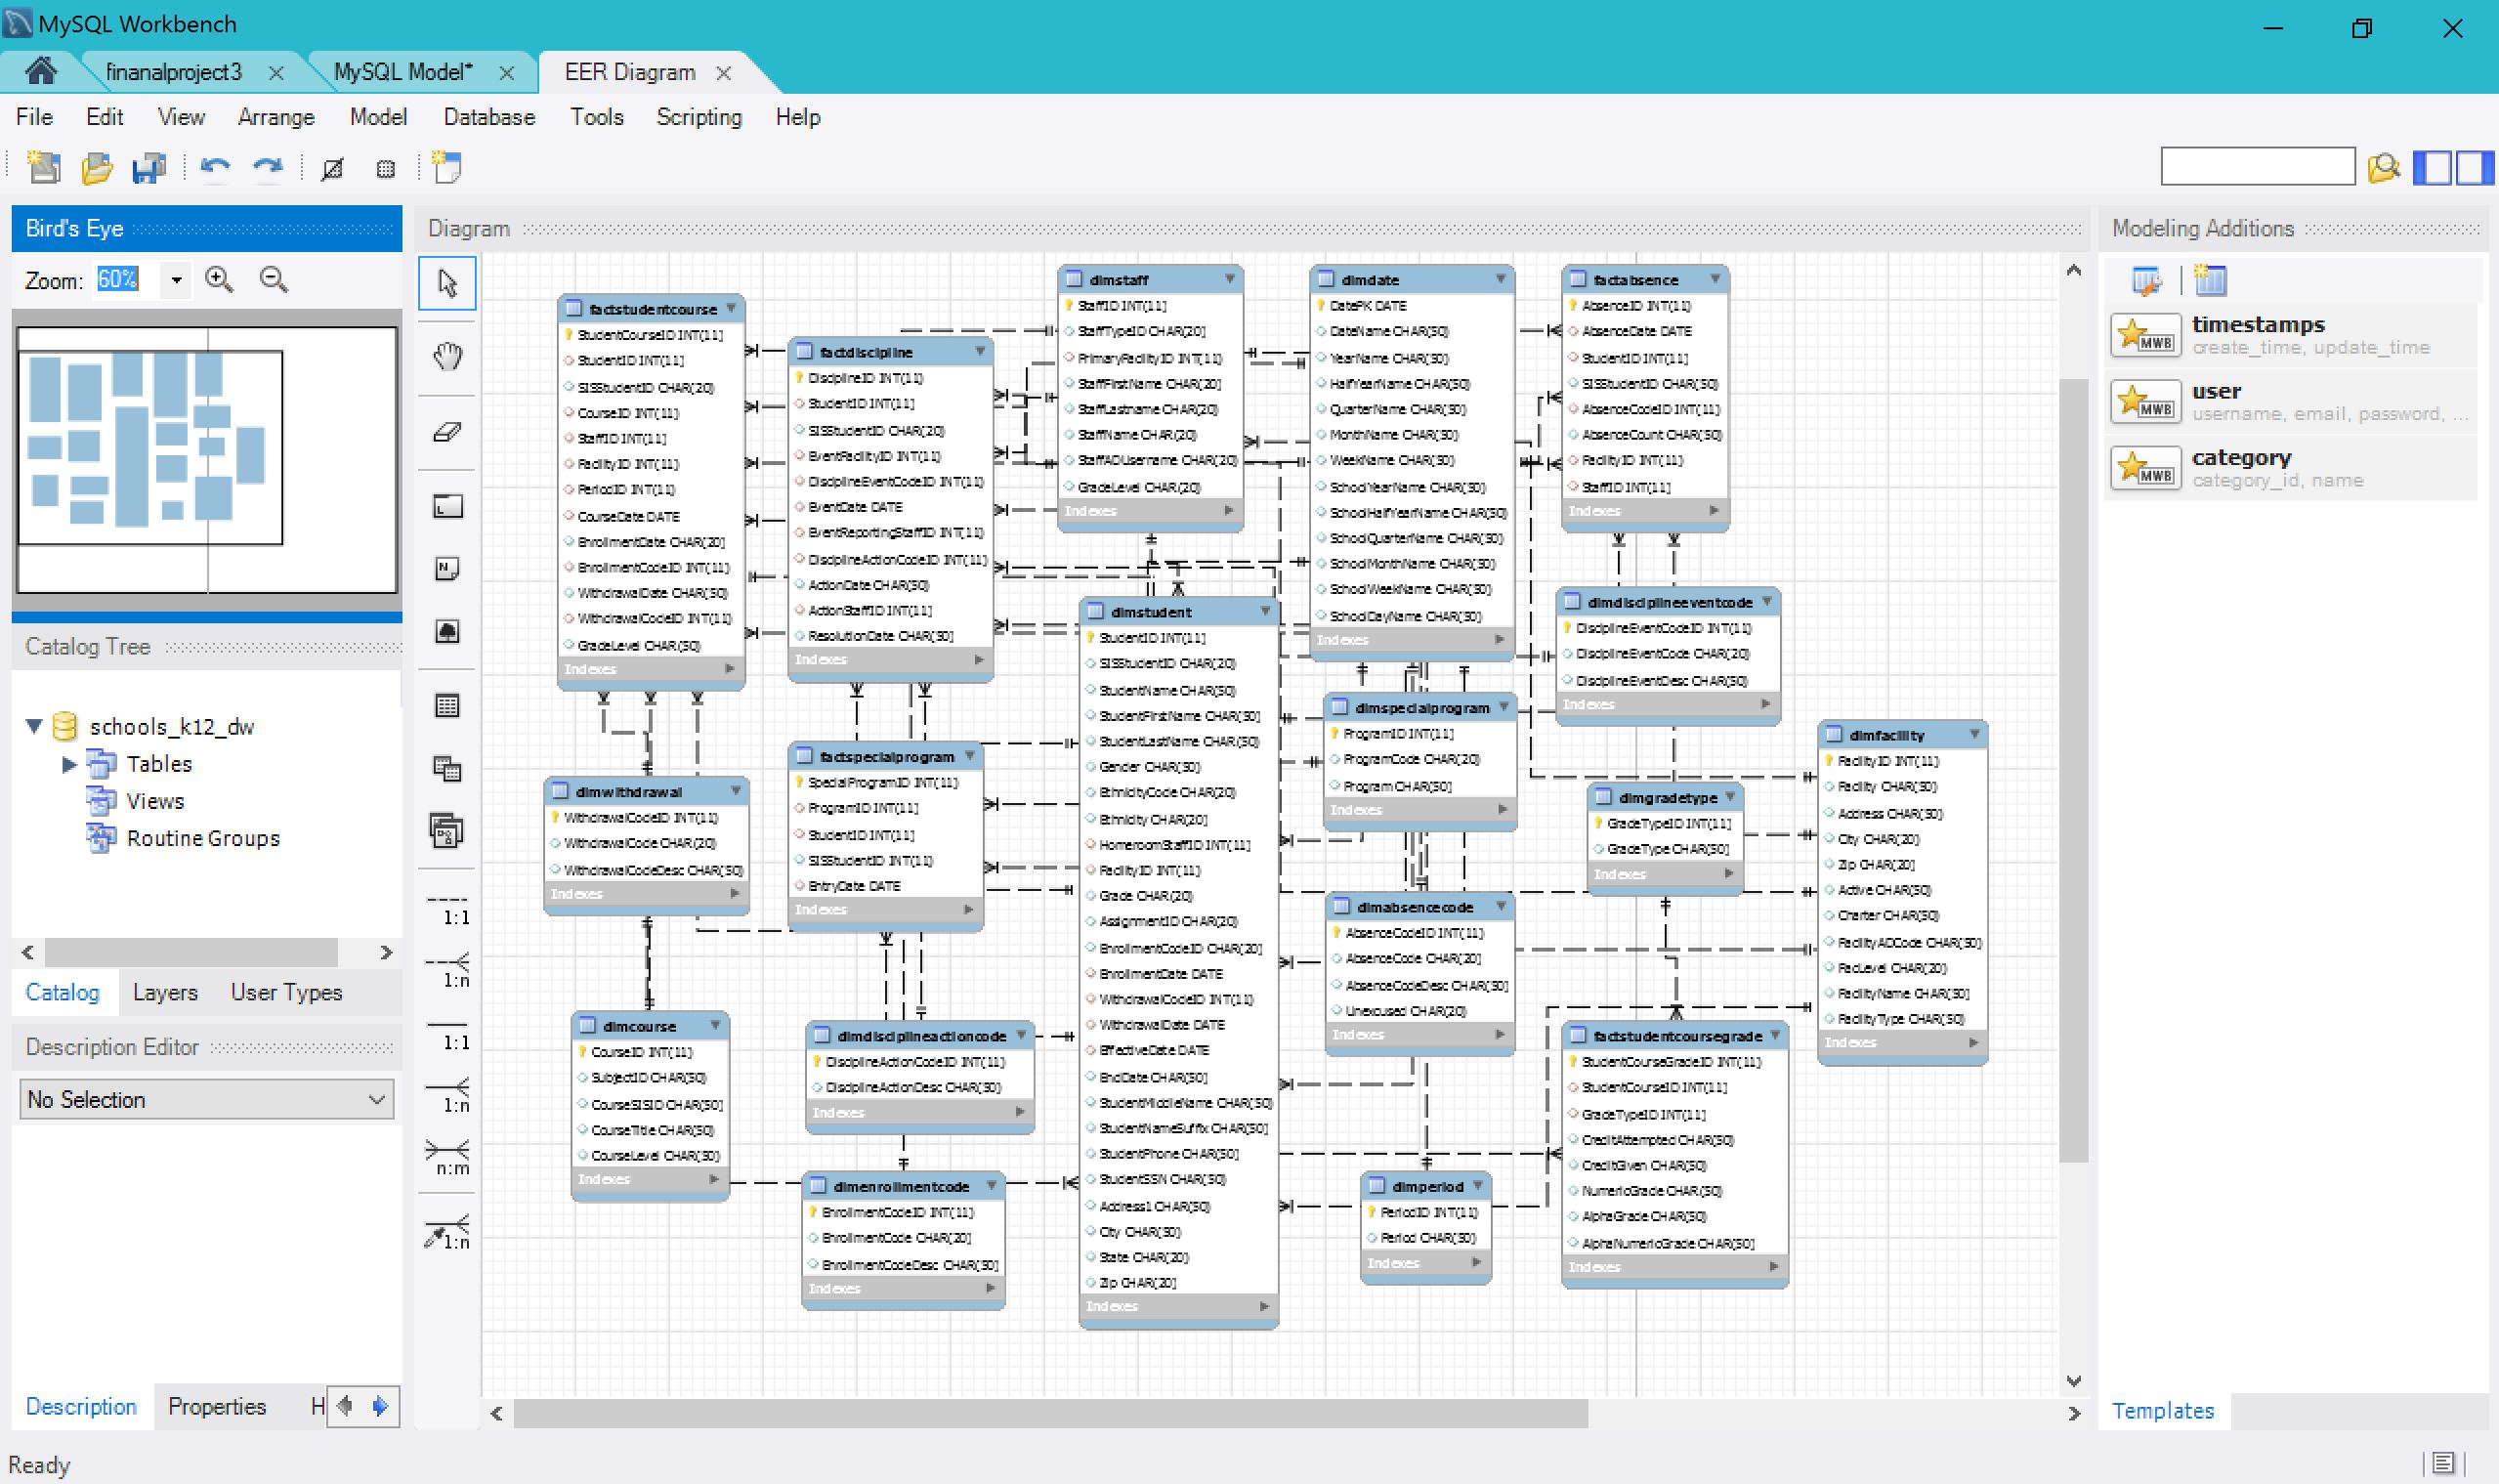 MySQL Workbench
finanalproject3
MySQL Model*
EER Diagram
File Edit View Arrange Model Database Tools Scripting Help
Bird's Eye
Zoom: 60%
Catalog Tree
schools_k12_dw
Tables
Views
Routine Groups
Catalog Layers User Types
Description Editor
No Selection
Description Properties H
Ready
Diagram
L
N
1:1
1:n
1:1
1:n
n:m
1:n
factstudentcourse
StudentCourseID INT(11)
StudentID INT(11)
SISStudentID CHAR(20)
CourseID INT(11)
StaffID INT(11)
FacilityID INT(11)
PeriodID INT(11)
CourseDate DATE
EnrollmentDate CHAR(20)
EnrollmentCodeID INT(11)
WithdrawalDate CHAR(50)
WithdrawalCodeID INT(11)
GradeLevel CHAR(50)
Indexes
factdiscipline
DisciplineID INT(11)
StudentID INT(11)
SISStudentID CHAR(20)
EventFacilityID INT(11)
DisciplineEventCodeID INT(11)
EventDate DATE
EventReportingStaffID INT(11)
DisciplineActionCodeID INT(11)
ActionDate CHAR(50)
ActionStaffID INT(11)
ResolutionDate CHAR(30)
Indexes
dimstaff
StaffID INT(11)
StaffTypeID CHAR(20)
PrimaryFacilityID INT(11)
StaffFirstName CHAR(20)
StaffLastname CHAR(20)
StaffName CHAR(20)
StaffADUsername CHAR(20)
GradeLevel CHAR(20)
Indexes
dimdate
DatePK DATE
DateName CHAR(50)
YearName CHAR(30)
HalfYearName CHAR(50)
QuarterName CHAR(30)
MonthName CHAR(50)
WeekName CHAR(50)
SchoolYearName CHAR(30)
SchoolHalfYearName CHAR(50)
SchoolQuarterName CHAR(30)
SchoolMonthName CHAR(30)
SchoolWeekName CHAR(30)
SchoolDayName CHAR(30)
Indexes
factabsence
AbsenceID INT(11)
AbsenceDate DATE
StudentID INT(11)
SISStudentID CHAR(50)
AbsenceCodeID INT(11)
AbsenceCount CHAR(50)
FacilityID INT(11)
StaffID INT(11)
Indexes
dimstudent
StudentID INT(11)
SISStudentID CHAR(20)
StudentName CHAR(50)
StudentFirstName CHAR(30)
StudentLastName CHAR(50)
Gender CHAR(30)
EthnicityCode CHAR(20)
Ethnicity CHAR(20)
HomeroomStaffID INT(11)
FacilityID INT(11)
Grade CHAR(20)
AssignmentID CHAR(20)
EnrollmentCodeID CHAR(20)
EnrollmentDate DATE
WithdrawalCodeID INT(11)
WithdrawalDate DATE
EffectiveDate DATE
EndDate CHAR(50)
StudentMiddleName CHAR(50)
StudentNameSuffix CHAR(50)
StudentPhone CHAR(50)
StudentSSN CHAR(50)
Address1 CHAR(50)
City CHAR(30)
State CHAR(20)
Zip CHAR(20)
Indexes
dimdisciplineeventcode
DisciplineEventCodeID INT(11)
DisciplineEventCode CHAR(20)
DisciplineEventDesc CHAR(50)
Indexes
dimspecialprogram
ProgramID INT(11)
ProgramCode CHAR(20)
Program CHAR(50)
Indexes
dimfacility
FacilityID INT(11)
Facility CHAR(30)
Address CHAR(30)
City CHAR(20)
Zip CHAR(20)
Active CHAR(50)
Charter CHAR(50)
FacilityADCode CHAR(30)
FacLevel CHAR(20)
FacilityName CHAR(30)
FacilityType CHAR(50)
Indexes
factspecialprogram
SpecialProgramID INT(11)
ProgramID INT(11)
StudentID INT(11)
SISStudentID INT(11)
EntryDate DATE
Indexes
dimwithdrawal
WithdrawalCodeID INT(11)
WithdrawalCode CHAR(20)
WithdrawalCodeDesc CHAR(50)
Indexes
dimgradetype
GradeTypeID INT(11)
GradeType CHAR(50)
Indexes
dimabsencecode
AbsenceCodeID INT(11)
AbsenceCode CHAR(20)
AbsenceCodeDesc CHAR(30)
Unexcused CHAR(20)
Indexes
dimcourse
CourseID INT(11)
SubjectID CHAR(50)
CourseSISID CHAR(50)
CourseTitle CHAR(50)
CourseLevel CHAR(30)
Indexes
dimdisciplineactioncode
DisciplineActionCodeID INT(11)
DisciplineActionDesc CHAR(30)
Indexes
factstudentcoursegrade
StudentCourseGradeID INT(11)
StudentCourseID INT(11)
GradeTypeID INT(11)
CreditAttempted CHAR(50)
CreditGiven CHAR(50)
NumericGrade CHAR(50)
AlphaGrade CHAR(50)
AlphaNumericGrade CHAR(50)
Indexes
dimenrollmentcode
EnrollmentCodeID INT(11)
EnrollmentCode CHAR(20)
EnrollmentCodeDesc CHAR(30)
Indexes
dimperiod
PeriodID INT(11)
Period CHAR(30)
Indexes
Modeling Additions
MWB
timestamps
create_time, update_time
MWB
user
username, email, password, ...
MWB
category
category_id, name
Templates